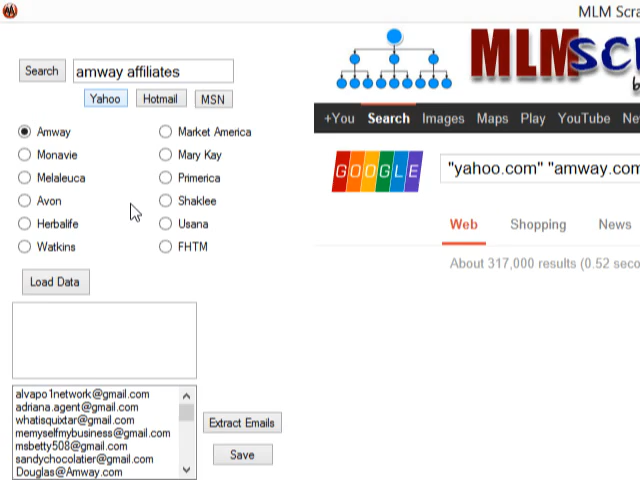 MLM Scra
Search amway affiliates
Yahoo Hotmail MSN
Amway Market America
Monavie Mary Kay
Melaleuca Primerica
Avon Shaklee
Herbalife Usana
Watkins FHTM
Load Data
alvapo1network@gmail.com
adriana.agent@gmail.com
whatisquixtar@gmail.com
memyselfmybusiness@gmail.com
msbetty508@gmail.com
sandychocolatier@gmail.com
Douglas@Amway.com
Extract Emails
Save
MLM SCr
b
+You Search Images Maps Play YouTube Ne
GOOGLE "yahoo.com" "amway.com
Web Shopping News
About 317,000 results (0.52 seco